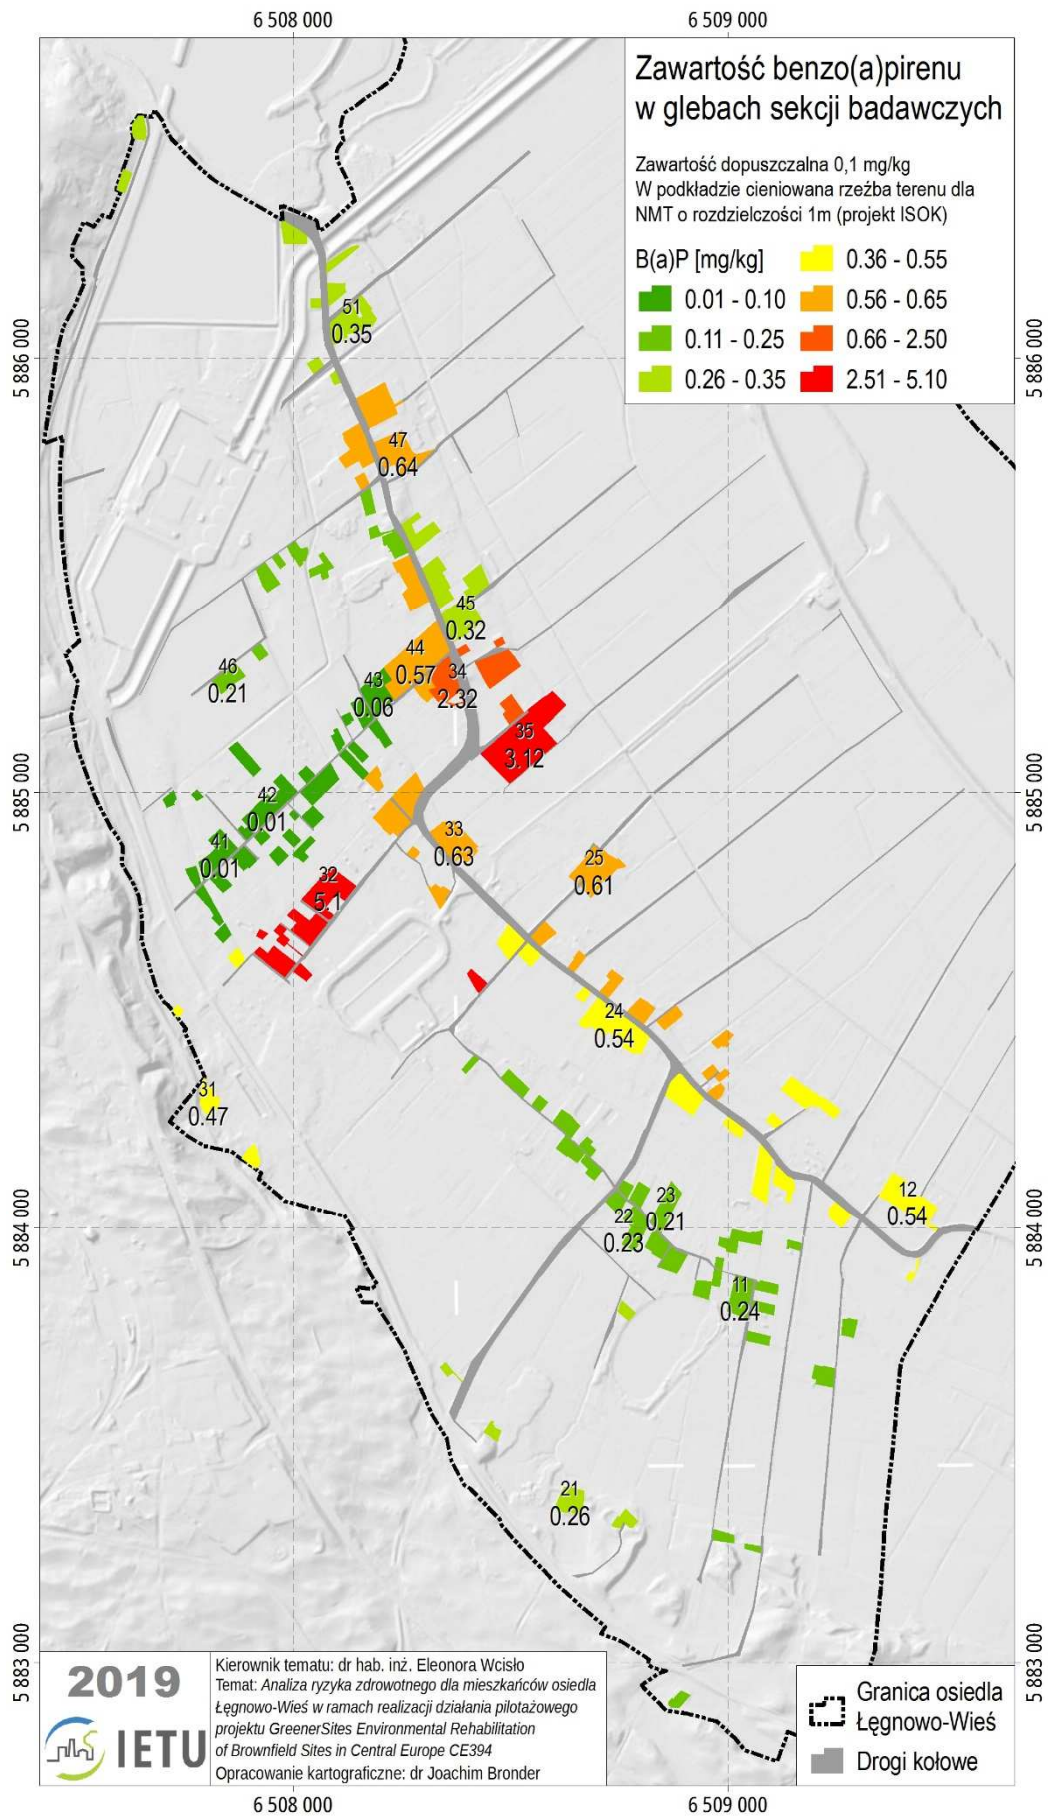 6 508 000
6 509 000
Zawartość benzo(a)pirenu
w glebach sekcji badawczych
Zawartość dopuszczalna 0,1 mg/kg
W podkładzie cieniowana rzeźba terenu dla
NMT o rozdzielczości 1m (projekt ISOK)
B(a)P [mg/kg]
0.01 - 0.10
0.11 - 0.25
0.26 - 0.35
0.36 - 0.55
0.56 - 0.65
0.66 - 2.50
2.51 - 5.10
51
0.35
5 886 000
5 886 000
47
0.64
45
0.32
44
0.57
34
2.32
46
0.21
43
0.06
35
3.12
5 885 000
5 885 000
42
0.01
41
0.01
33
0.63
25
0.61
32
5.1
24
0.54
31
0.47
12
0.54
23
0.21
22
0.23
5 884 000
5 884 000
11
0.24
21
0.26
5 883 000
5 883 000
2019
IETU
Kierownik tematu: dr hab. inż. Eleonora Wcisło
Temat: Analiza ryzyka zdrowotnego dla mieszkańców osiedla
Łęgnowo-Wieś w ramach realizacji działania pilotażowego
projektu GreenerSites Environmental Rehabilitation
of Brownfield Sites in Central Europe CE394
Opracowanie kartograficzne: dr Joachim Bronder
Granica osiedla
Łęgnowo-Wieś
Drogi kołowe
6 508 000
6 509 000